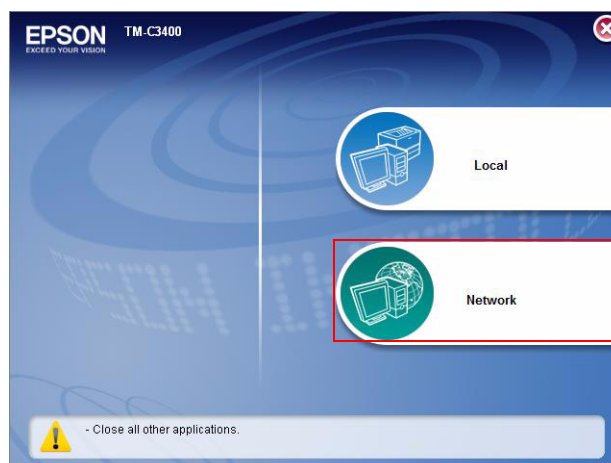 EPSON
EXCEED YOUR VISION
TM-C3400
Local
Network
- Close all other applications.